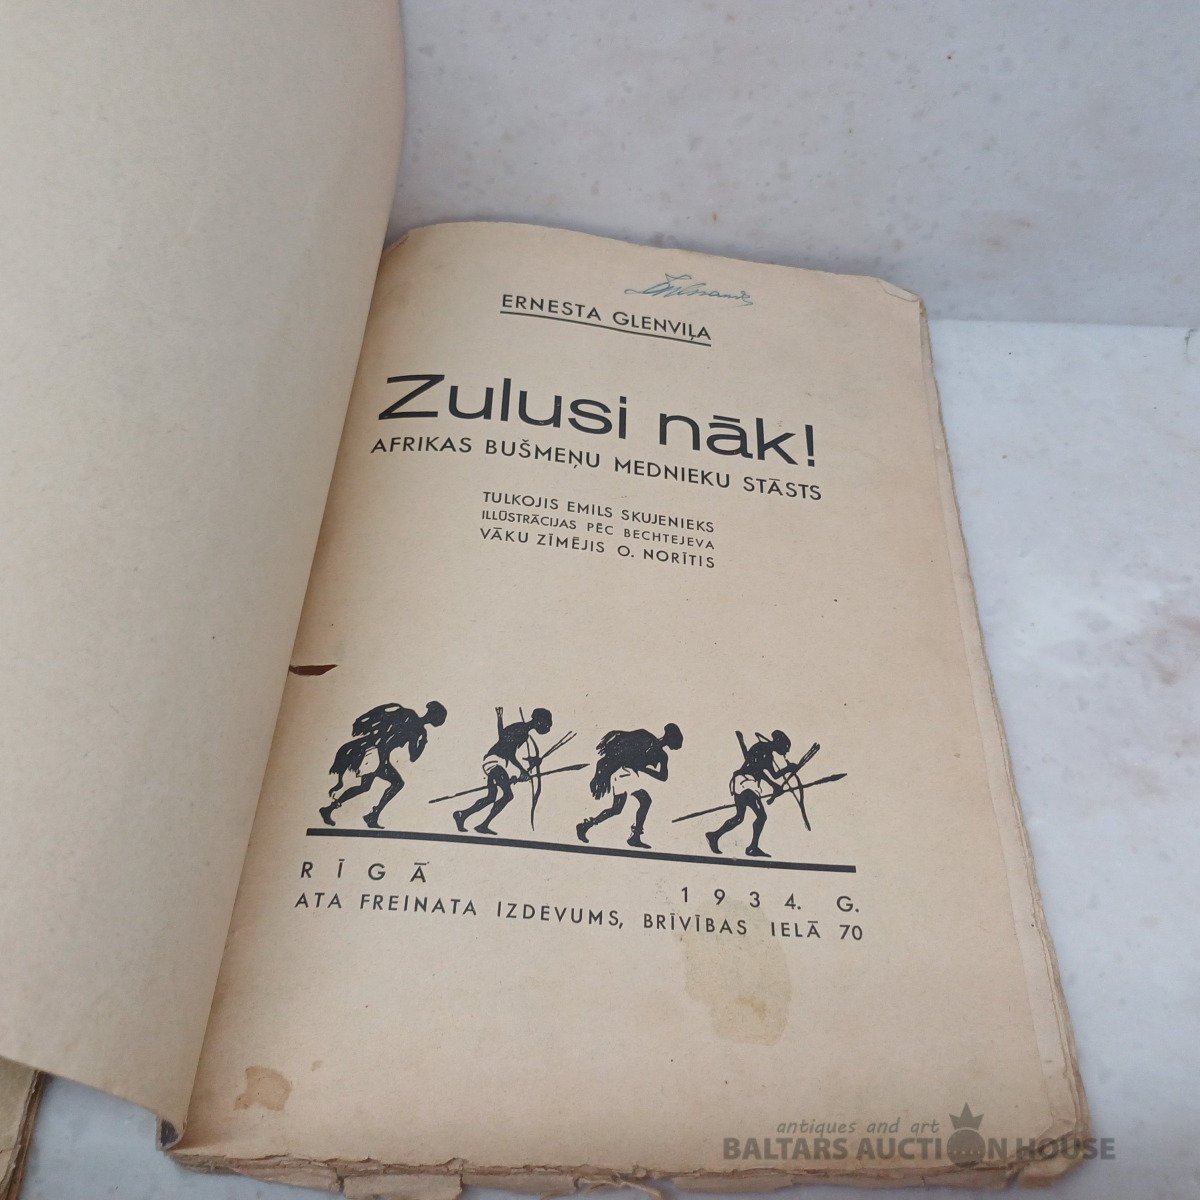 ERNESTA GLENVIĻA
Zulusi nāk!
AFRIKAS BUŠMEŅU MEDNIEKU STĀSTS
TULKOJIS EMILS SKUJENIEKS
ILLŪSTRĀCIJAS PĒC BECHTEJEVA
VĀKU ZĪMĒJIS O. NORĪTIS
RĪGĀ 1934. G.
ATA FREINATA IZDEVUMS, BRĪVĪBAS IELĀ 70
antiques and art
BALTARS AUCTION HOUSE